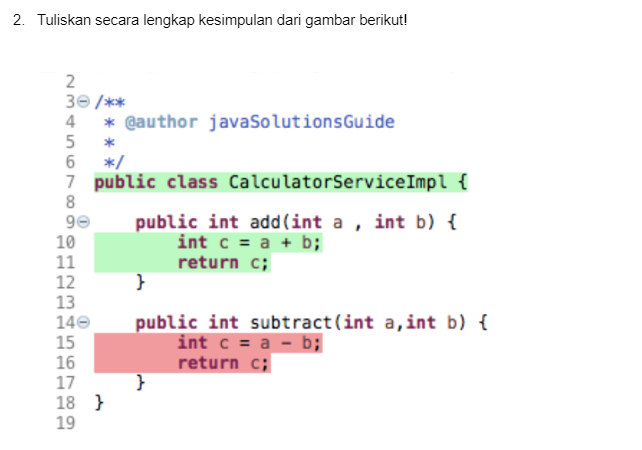 2. Tuliskan secara lengkap kesimpulan dari gambar berikut!
2
3 /**
4 * @author javaSolutionsGuide
5 *
6 */
7 public class CalculatorServiceImpl {
8
9 public int add(int a , int b) {
10 int c = a + b;
11 return c;
12 }
13
14 public int subtract(int a,int b) {
15 int c = a - b;
16 return c;
17 }
18 }
19